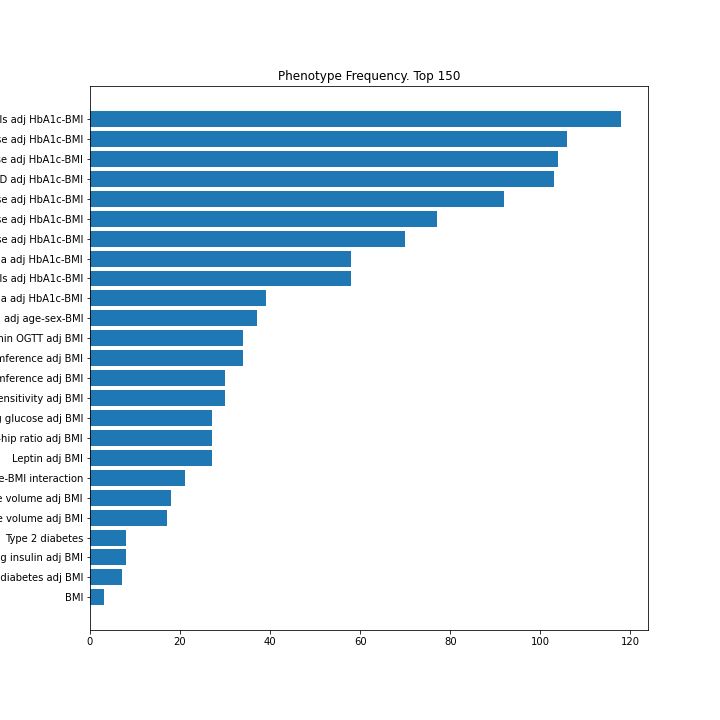 Phenotype Frequency. Top 150
ls adj HbA1c-BMI
se adj HbA1c-BMI
se adj HbA1c-BMI
D adj HbA1c-BMI
se adj HbA1c-BMI
se adj HbA1c-BMI
se adj HbA1c-BMI
a adj HbA1c-BMI
ls adj HbA1c-BMI
a adj HbA1c-BMI
adj age-sex-BMI
min OGTT adj BMI
mference adj BMI
mference adj BMI
ensitivity adj BMI
g glucose adj BMI
-hip ratio adj BMI
Leptin adj BMI
e-BMI interaction
e volume adj BMI
e volume adj BMI
Type 2 diabetes
g insulin adj BMI
diabetes adj BMI
BMI
0 20 40 60 80 100 120